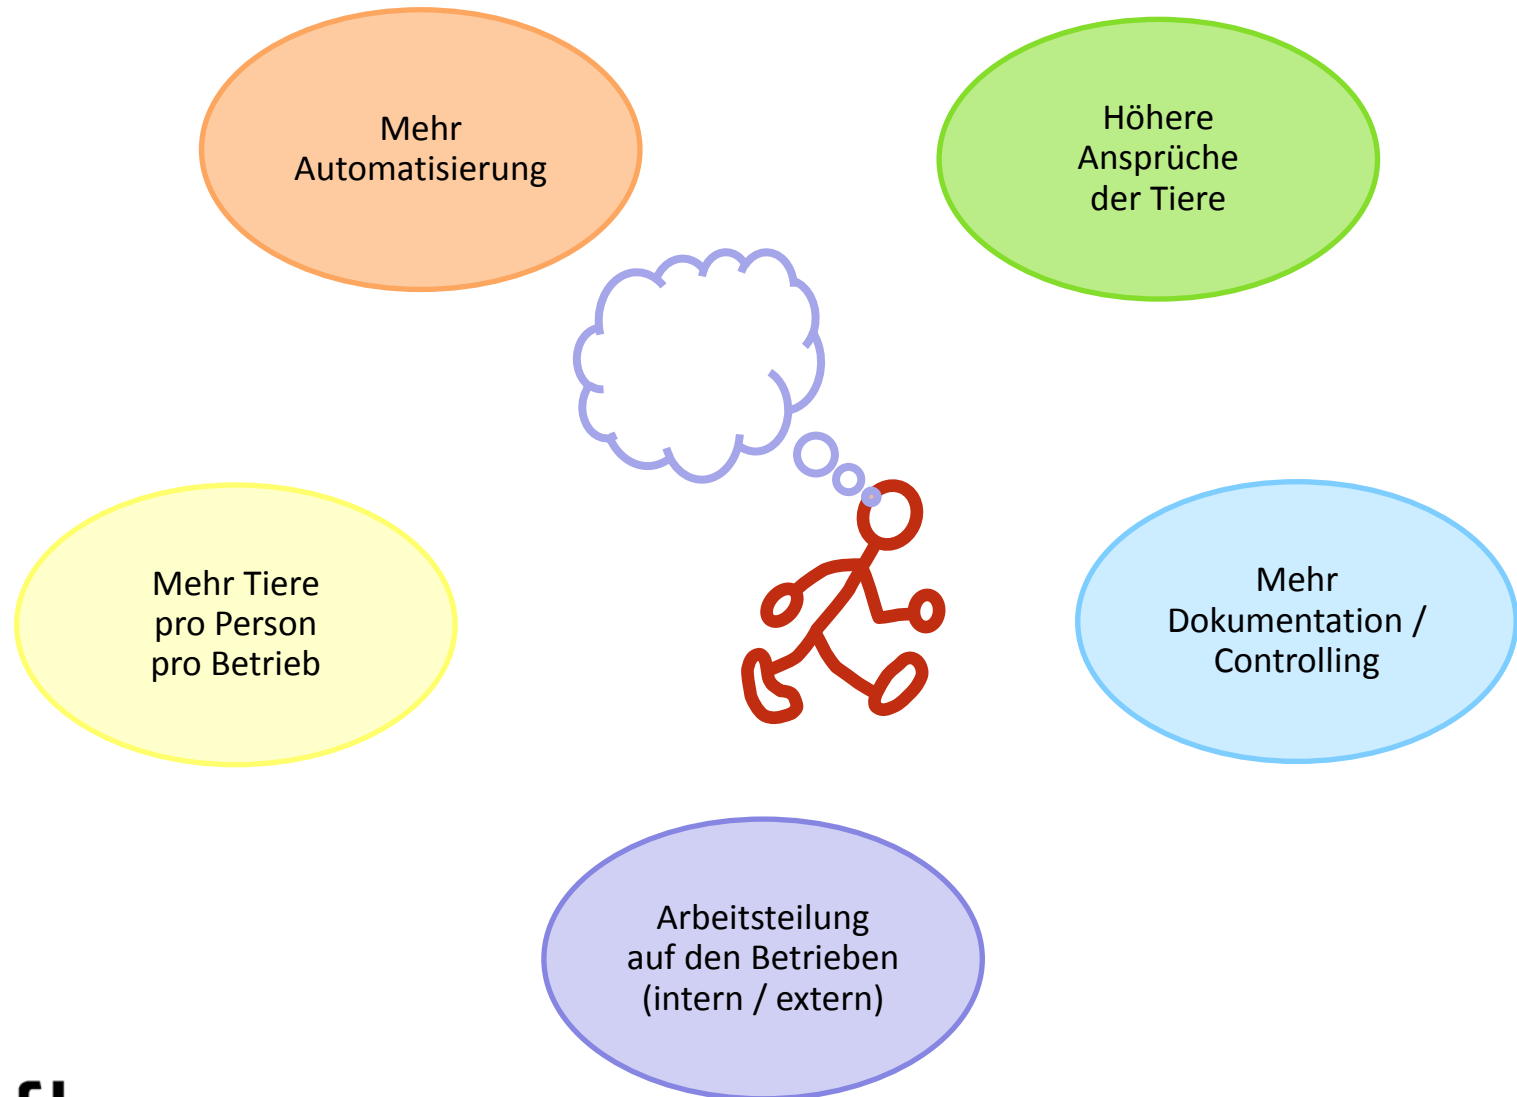 Mehr
Automatisierung
Höhere
Ansprüche
der Tiere
Mehr Tiere
pro Person
pro Betrieb
Mehr
Dokumentation /
Controlling
Arbeitsteilung
auf den Betrieben
(intern / extern)